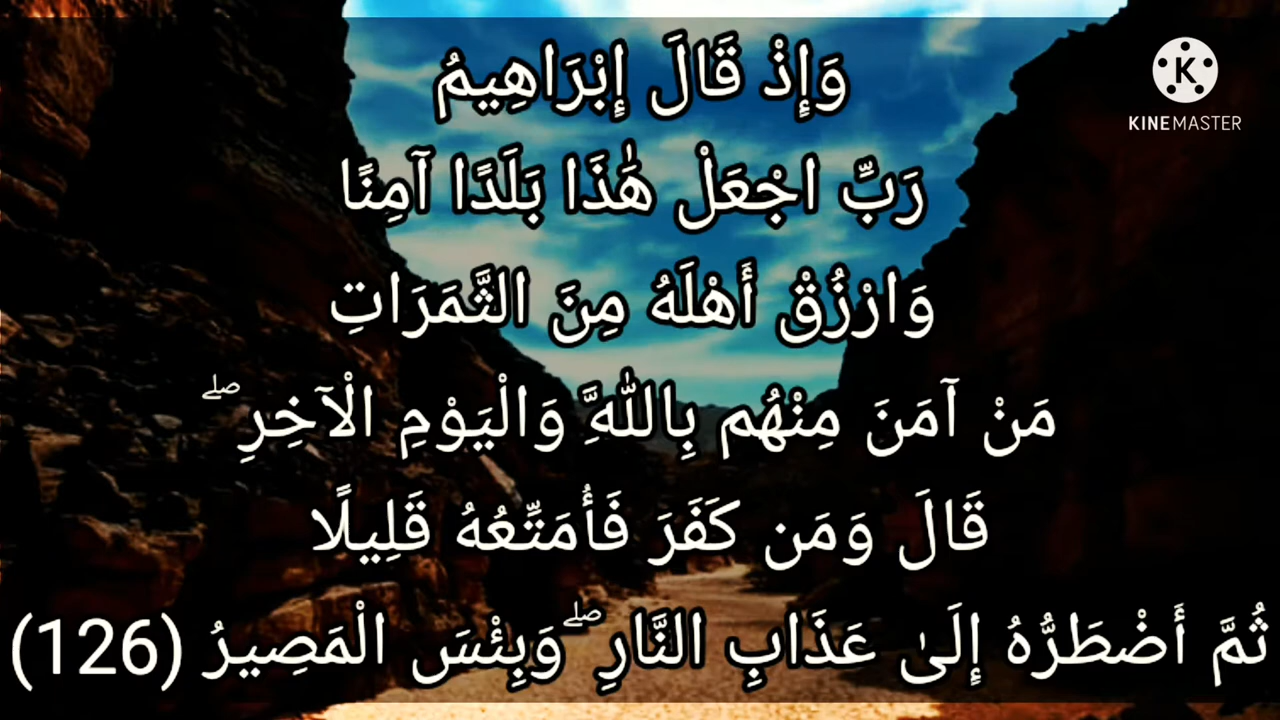 وَإِذْ قَالَ إِبْرَاهِيمُ
رَبِّ اجْعَلْ هَٰذَا بَلَدًا آمِنًا
وَارْزُقْ أَهْلَهُ مِنَ الثَّمَرَاتِ
مَنْ آمَنَ مِنْهُم بِاللَّهِ وَالْيَوْمِ الْآخِرِ ۖ
قَالَ وَمَن كَفَرَ فَأُمَتِّعُهُ قَلِيلًا
ثُمَّ أَضْطَرُّهُ إِلَىٰ عَذَابِ النَّارِ ۖ وَبِئْسَ الْمَصِيرُ (126)
K
KINEMASTER